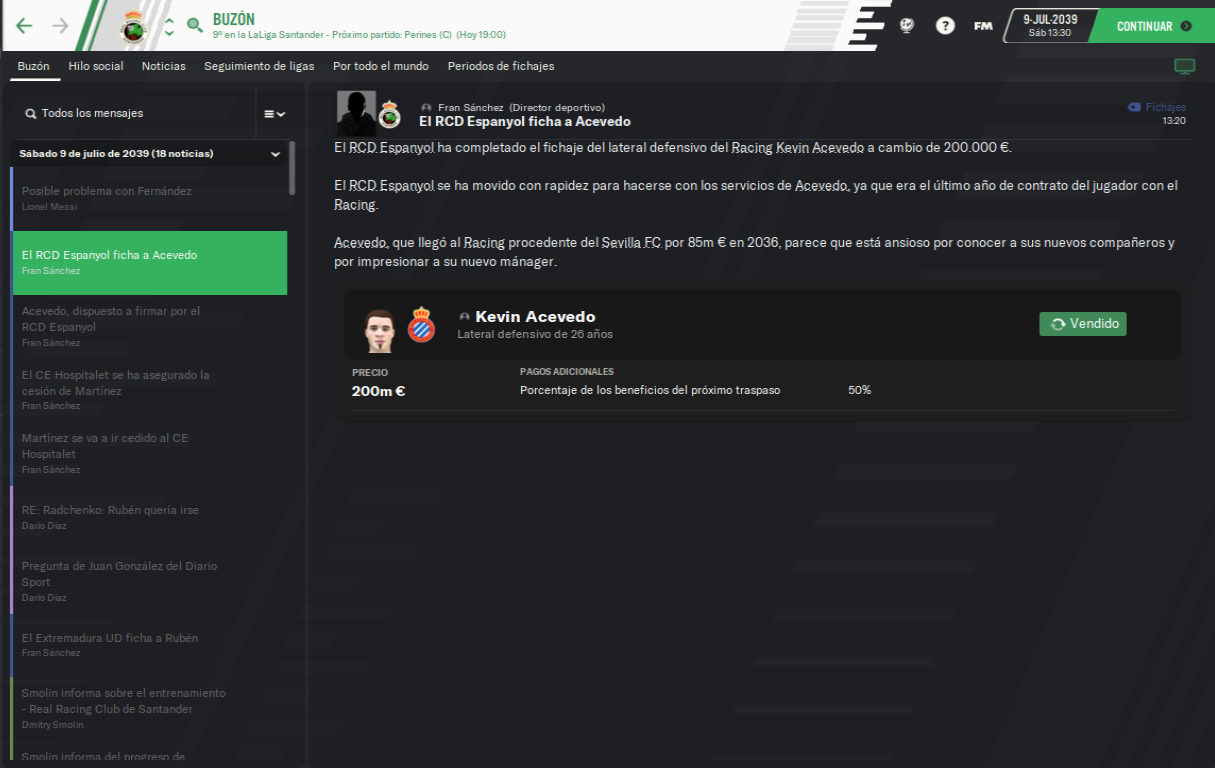 BUZÓN
9º en la LaLiga Santander - Próximo partido: Perines (C) (Hoy 19:00)
?
FM
9-JUL-2039
Sáb 13:30
CONTINUAR
Buzón Hilo social Noticias Seguimiento de ligas Por todo el mundo Periodos de fichajes
Todos los mensajes
Sábado 9 de julio de 2039 (18 noticias)
Posible problema con Fernández
Lionel Messi
El RCD Espanyol ficha a Acevedo
Fran Sánchez
Acevedo, dispuesto a firmar por el
RCD Espanyol
Fran Sánchez
El CE Hospitalet se ha asegurado la
cesión de Martínez
Fran Sánchez
Martínez se va a ir cedido al CE
Hospitalet
Fran Sánchez
RE: Radchenko: Rubén quería irse
Darío Díaz
Pregunta de Juan González del Diario
Sport
Darío Díaz
El Extremadura UD ficha a Rubén
Fran Sánchez
Smolin informa sobre el entrenamiento
- Real Racing Club de Santander
Dmitry Smolin
Smolin informa del progreso de
Fran Sánchez (Director deportivo)
El RCD Espanyol ficha a Acevedo
Fichajes
13:20
El RCD Espanyol ha completado el fichaje del lateral defensivo del Racing Kevin Acevedo a cambio de 200.000 €.
El RCD Espanyol se ha movido con rapidez para hacerse con los servicios de Acevedo, ya que era el último año de contrato del jugador con el
Racing.
Acevedo, que llegó al Racing procedente del Sevilla FC por 85m € en 2036, parece que está ansioso por conocer a sus nuevos compañeros y
por impresionar a su nuevo mánager.
Kevin Acevedo
Lateral defensivo de 26 años
Vendido
PRECIO
200m €
PAGOS ADICIONALES
Porcentaje de los beneficios del próximo traspaso 50%